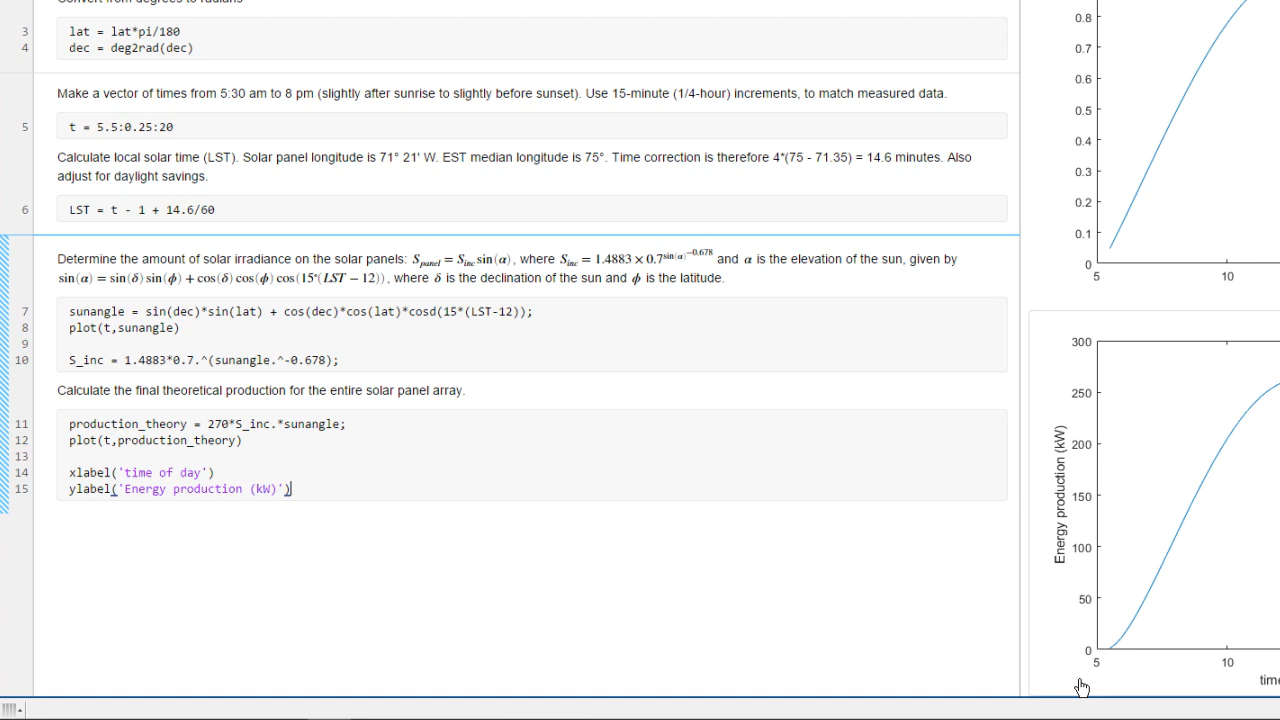 Convert from degrees to radians
3 lat = lat*pi/180
4 dec = deg2rad(dec)
Make a vector of times from 5:30 am to 8 pm (slightly after sunrise to slightly before sunset). Use 15-minute (1/4-hour) increments, to match measured data.
5 t = 5.5:0.25:20
Calculate local solar time (LST). Solar panel longitude is 71° 21' W. EST median longitude is 75°. Time correction is therefore 4*(75 - 71.35) = 14.6 minutes. Also
adjust for daylight savings.
6 LST = t - 1 + 14.6/60
Determine the amount of solar irradiance on the solar panels: S_panel = S_inc sin(α), where S_inc = 1.4883 × 0.7^sin(α)^−0.678 and α is the elevation of the sun, given by
sin(α) = sin(δ) sin(ϕ) + cos(δ) cos(ϕ) cos(15°(LST − 12)), where δ is the declination of the sun and ϕ is the latitude.
7 sunangle = sin(dec)*sin(lat) + cos(dec)*cos(lat)*cosd(15*(LST-12));
8 plot(t,sunangle)
9
10 S_inc = 1.4883*0.7.^(sunangle.^-0.678);
Calculate the final theoretical production for the entire solar panel array.
11 production_theory = 270*S_inc.*sunangle;
12 plot(t,production_theory)
13
14 xlabel('time of day')
15 ylabel('Energy production (kW)')
0.8
0.7
0.6
0.5
0.4
0.3
0.2
0.1
0
5 10
300
250
200
150
100
50
0
Energy production (kW)
5 10
time